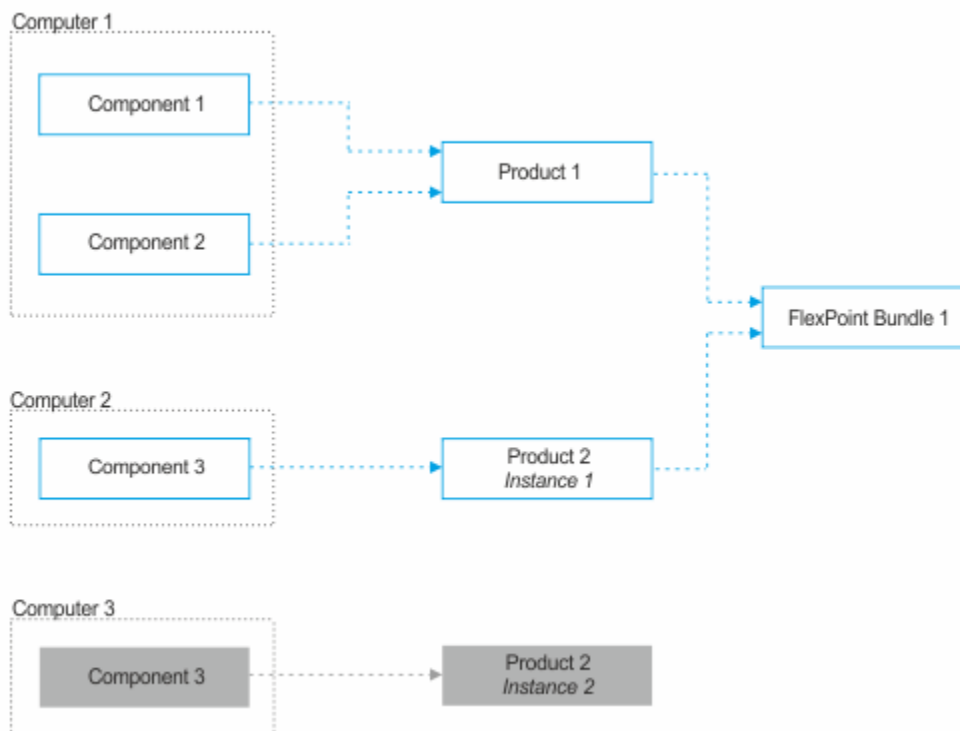 Computer 1
Component 1
Product 1
Component 2
FlexPoint Bundle 1
Computer 2
Component 3
Product 2
Instance 1
Computer 3
Component 3
Product 2
Instance 2